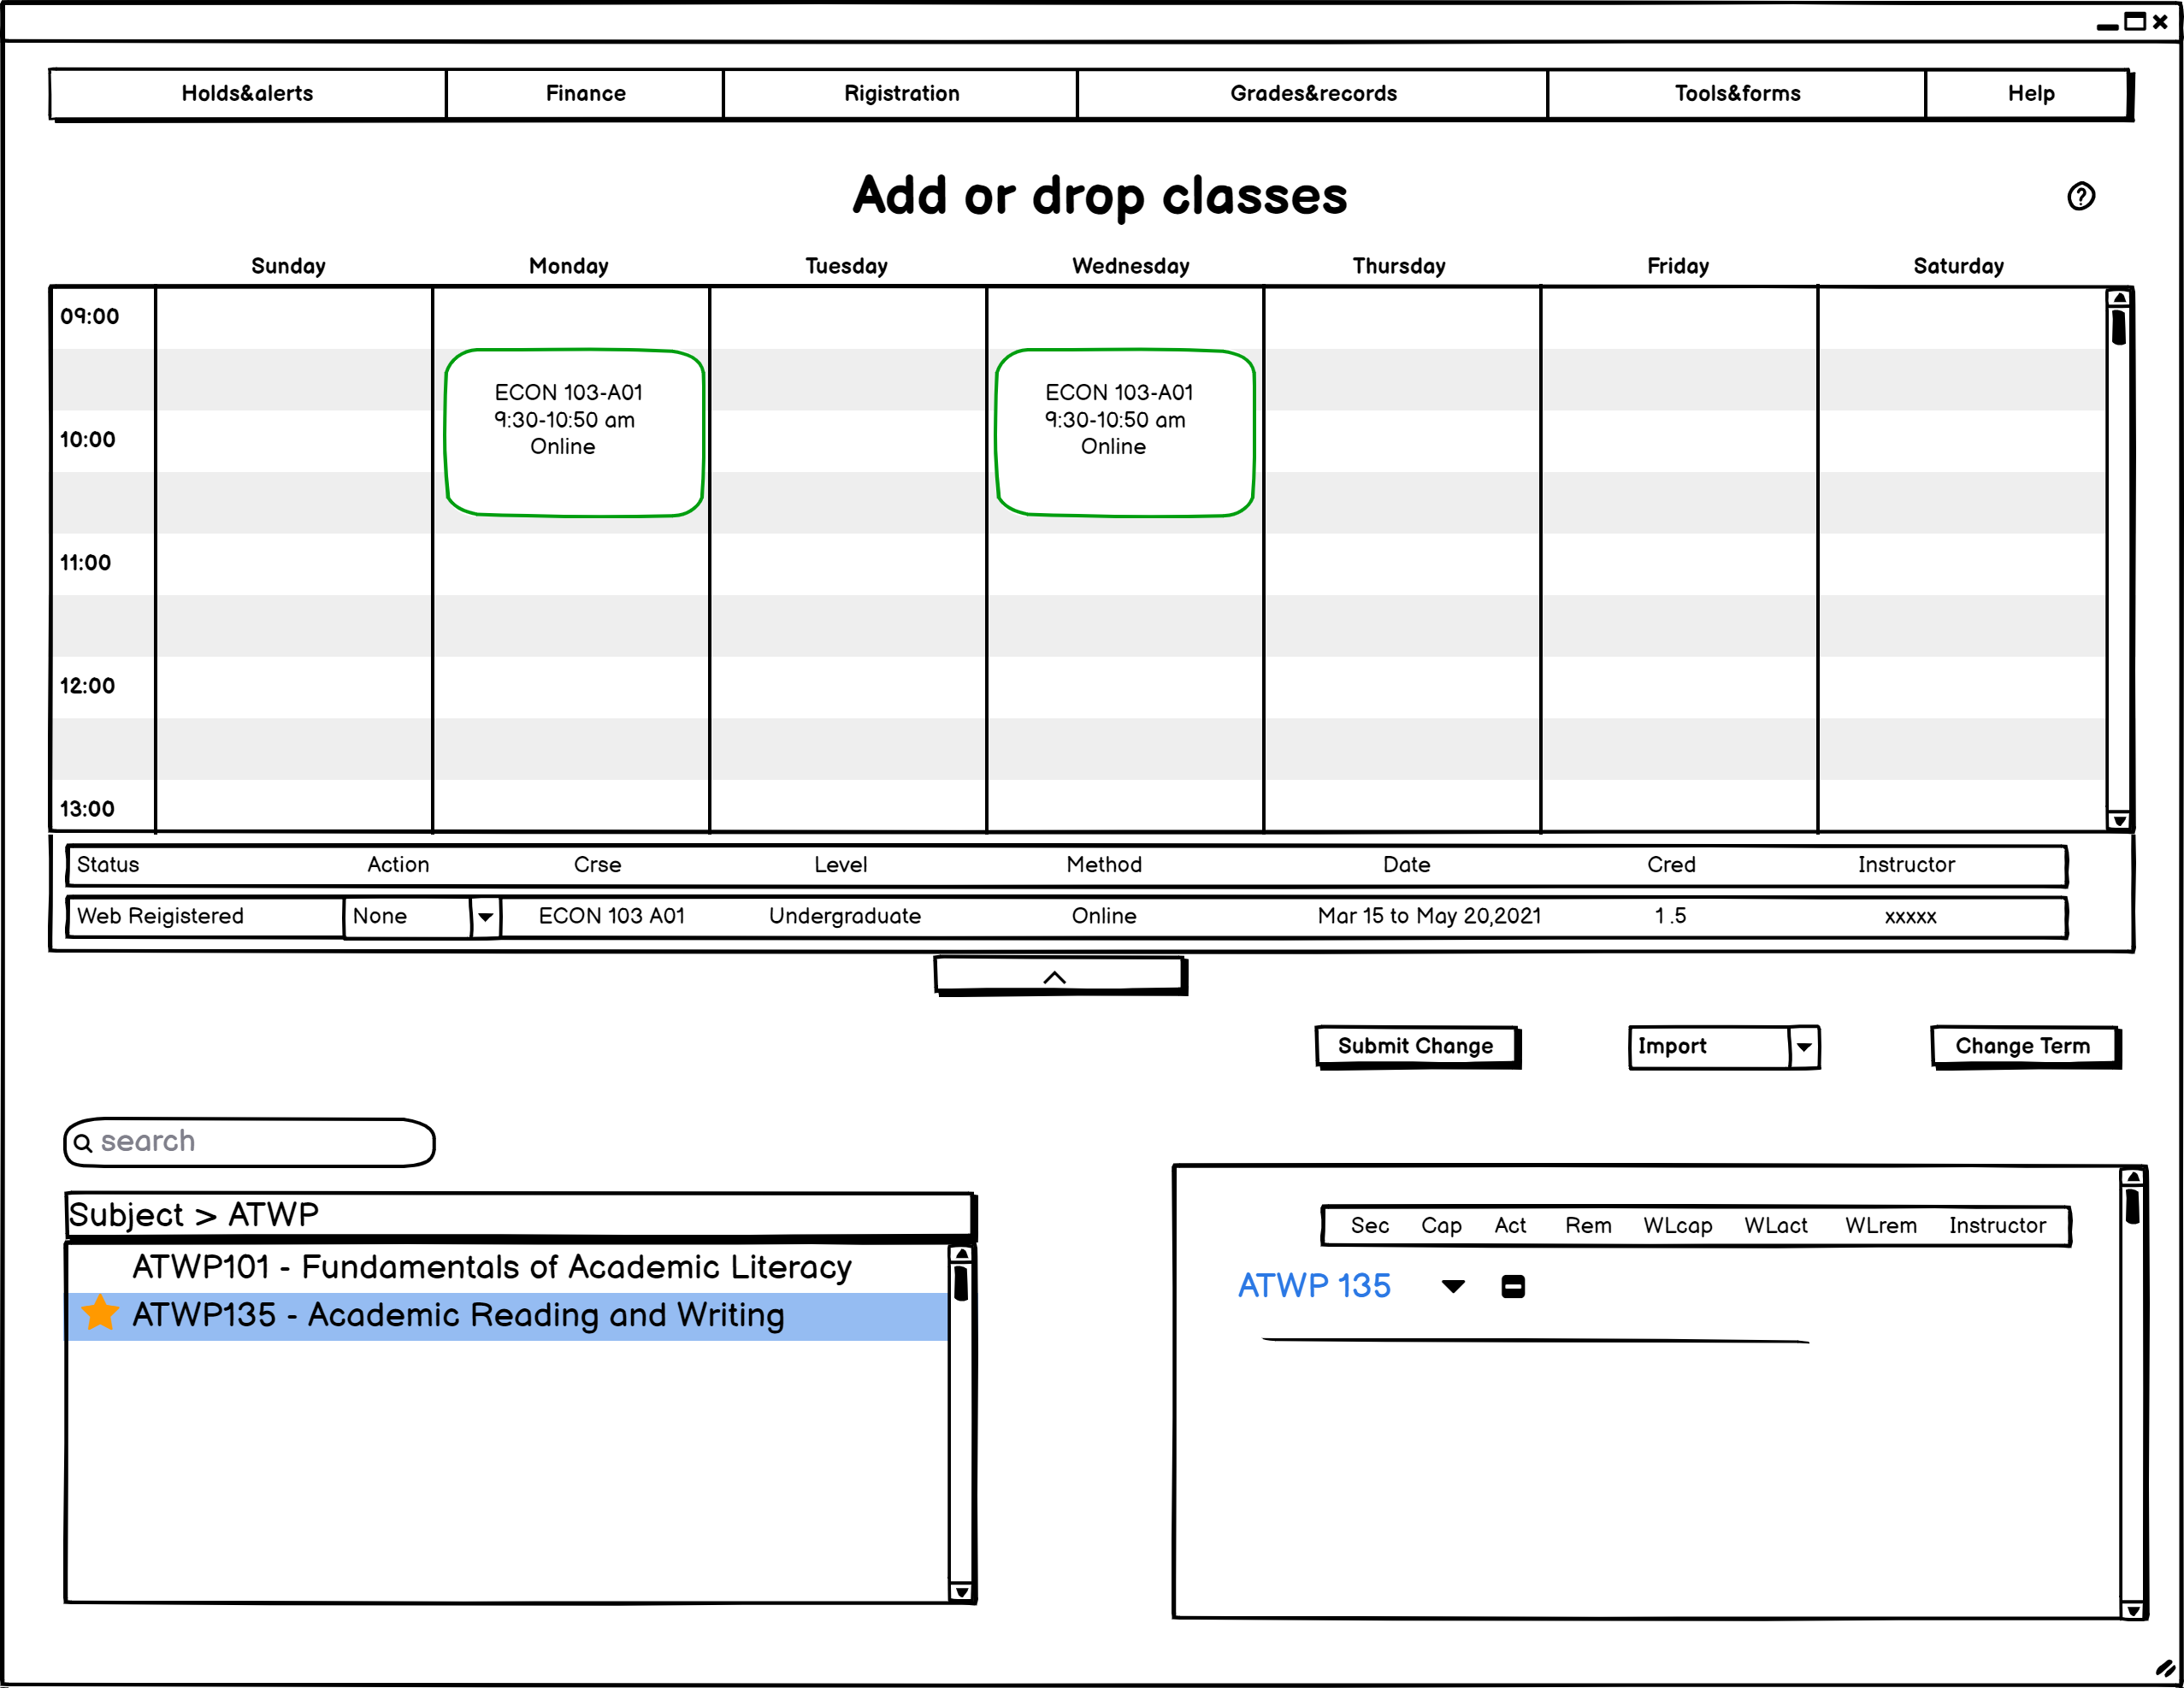 Holds&alerts Finance Rigistration Grades&records Tools&forms Help
Add or drop classes
?
Sunday Monday Tuesday Wednesday Thursday Friday Saturday
09:00
ECON 103-A01
9:30-10:50 am
Online
ECON 103-A01
9:30-10:50 am
Online
10:00
11:00
12:00
13:00
Status Action Crse Level Method Date Cred Instructor
Web Reigistered None ECON 103 A01 Undergraduate Online Mar 15 to May 20,2021 1.5 xxxxx
Submit Change Import Change Term
search
Subject > ATWP
ATWP101 - Fundamentals of Academic Literacy
ATWP135 - Academic Reading and Writing
Sec Cap Act Rem WLcap WLact WLrem Instructor
ATWP 135